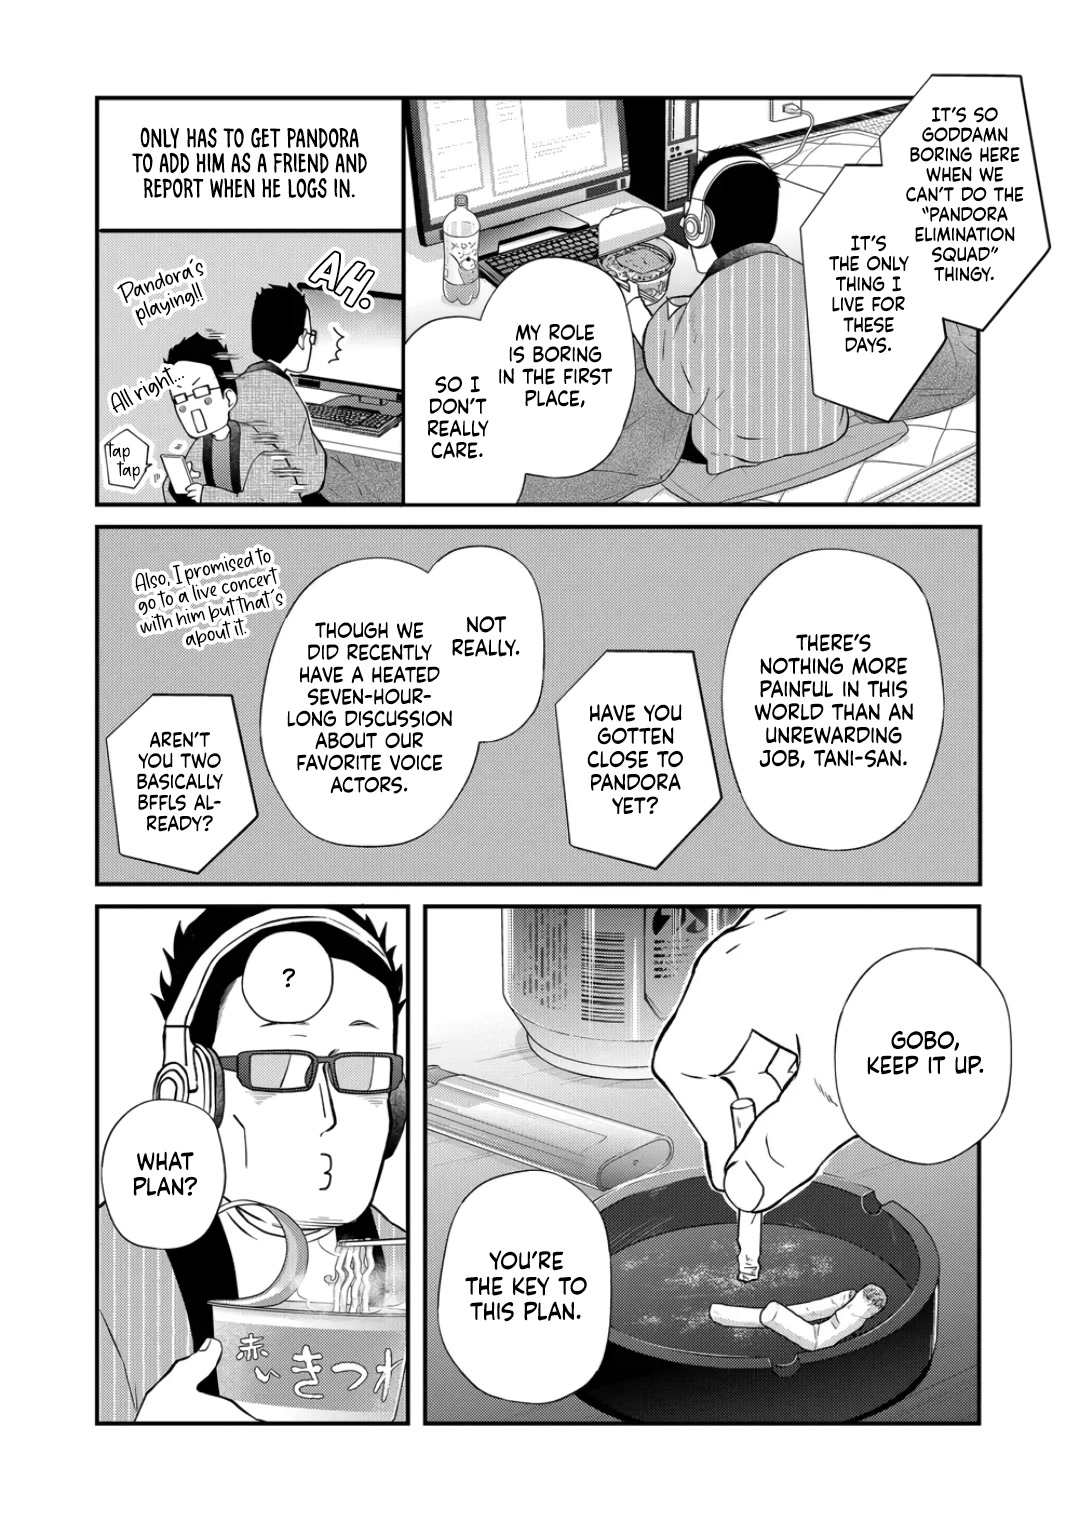 IT'S SO
GODDAMN
BORING HERE
WHEN WE
CAN'T DO THE
"PANDORA
ELIMINATION
SQUAD"
THINGY.
IT'S
THE ONLY
THING I
LIVE FOR
THESE
DAYS.
MY ROLE
IS BORING
IN THE FIRST
PLACE,
SO I
DON'T
REALLY
CARE.
ONLY HAS TO GET PANDORA
TO ADD HIM AS A FRIEND AND
REPORT WHEN HE LOGS IN.
AH.
Pandora's
playing!!
All right...
tap
tap
THERE'S
NOTHING MORE
PAINFUL IN THIS
WORLD THAN AN
UNREWARDING
JOB, TANI-SAN.
HAVE YOU
GOTTEN
CLOSE TO
PANDORA
YET?
NOT
REALLY.
THOUGH WE
DID RECENTLY
HAVE A HEATED
SEVEN-HOUR-
LONG DISCUSSION
ABOUT OUR
FAVORITE VOICE
ACTORS.
Also, I promised to
go to a live concert
with him but that's
about it.
AREN'T
YOU TWO
BASICALLY
BFFLS AL-
READY?
GOBO,
KEEP IT UP.
YOU'RE
THE KEY TO
THIS PLAN.
?
WHAT
PLAN?
赤い
きつね